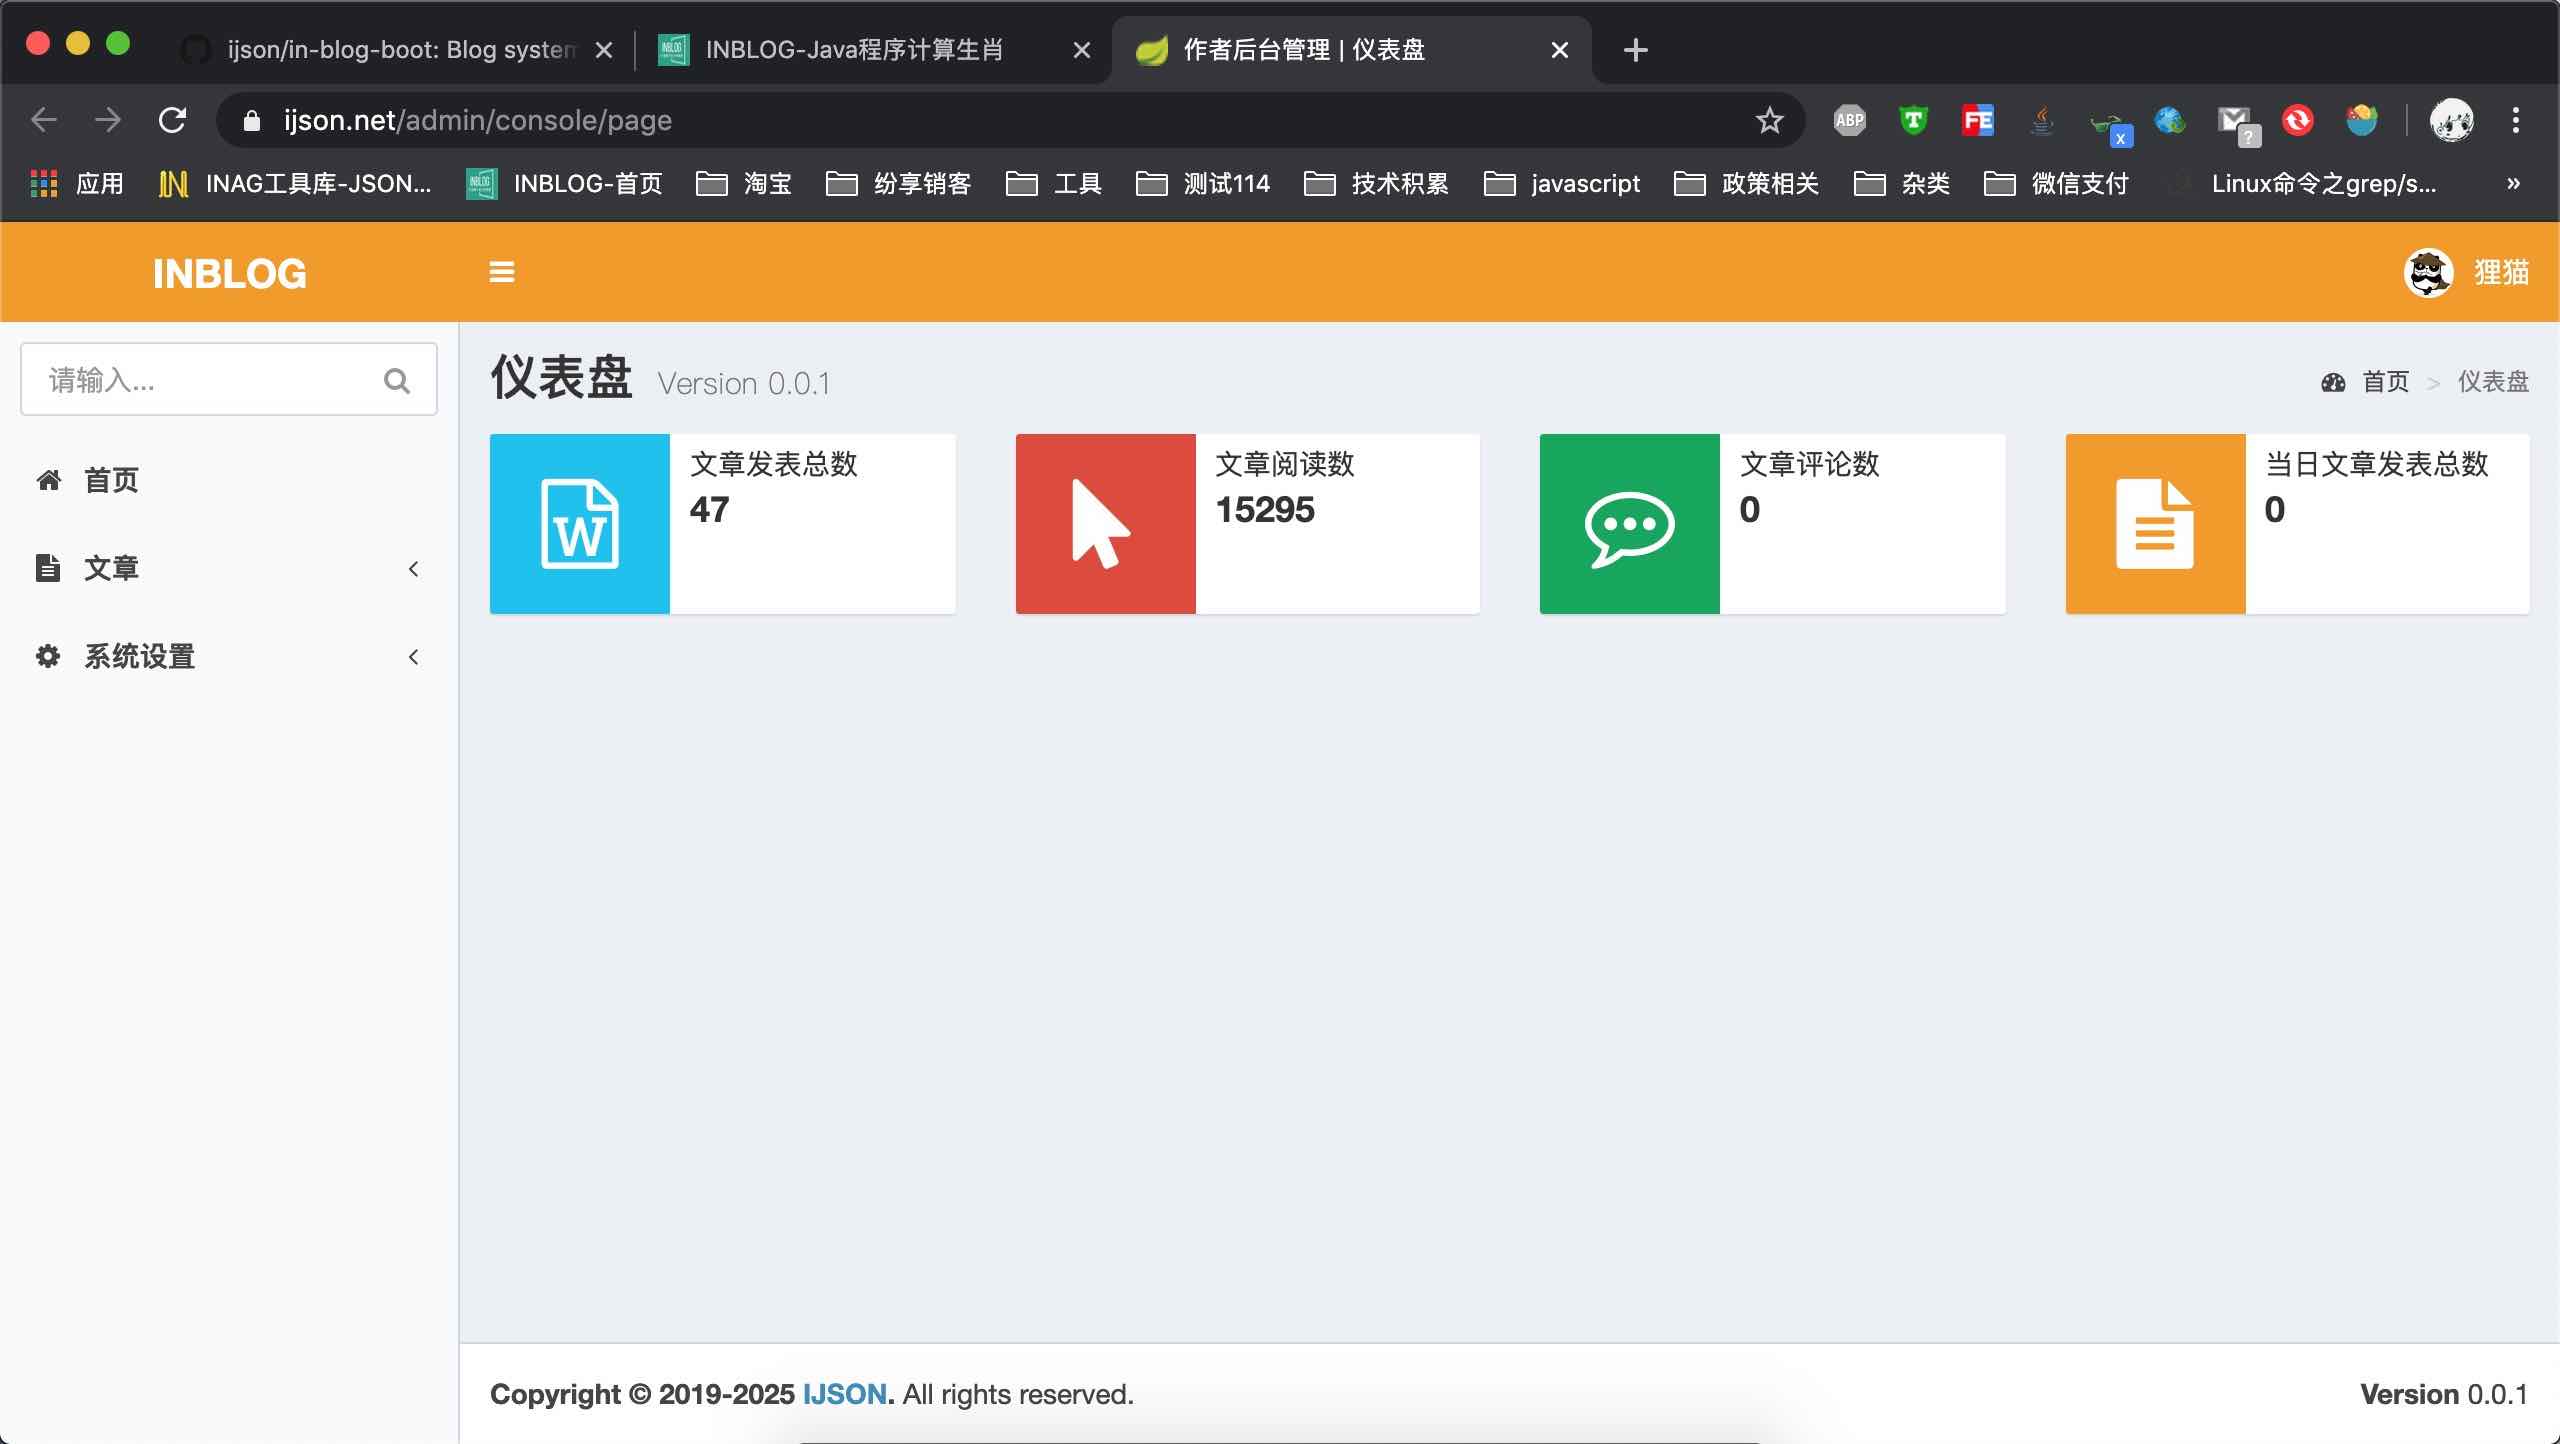 ijson/in-blog-boot: Blog system
INBLOG-Java程序计算生肖
作者后台管理 | 仪表盘
ijson.net/admin/console/page
ABP
T
FE
x
?
应用
INAG工具库-JSON...
INBLOG-首页
淘宝
纷享销客
工具
测试114
技术积累
javascript
政策相关
杂类
微信支付
Linux命令之grep/s...
»
INBLOG
狸猫
请输入...
首页
文章
系统设置
仪表盘 Version 0.0.1
首页 > 仪表盘
W
文章发表总数
47
文章阅读数
15295
文章评论数
0
当日文章发表总数
0
Copyright © 2019-2025 IJSON. All rights reserved.
Version 0.0.1